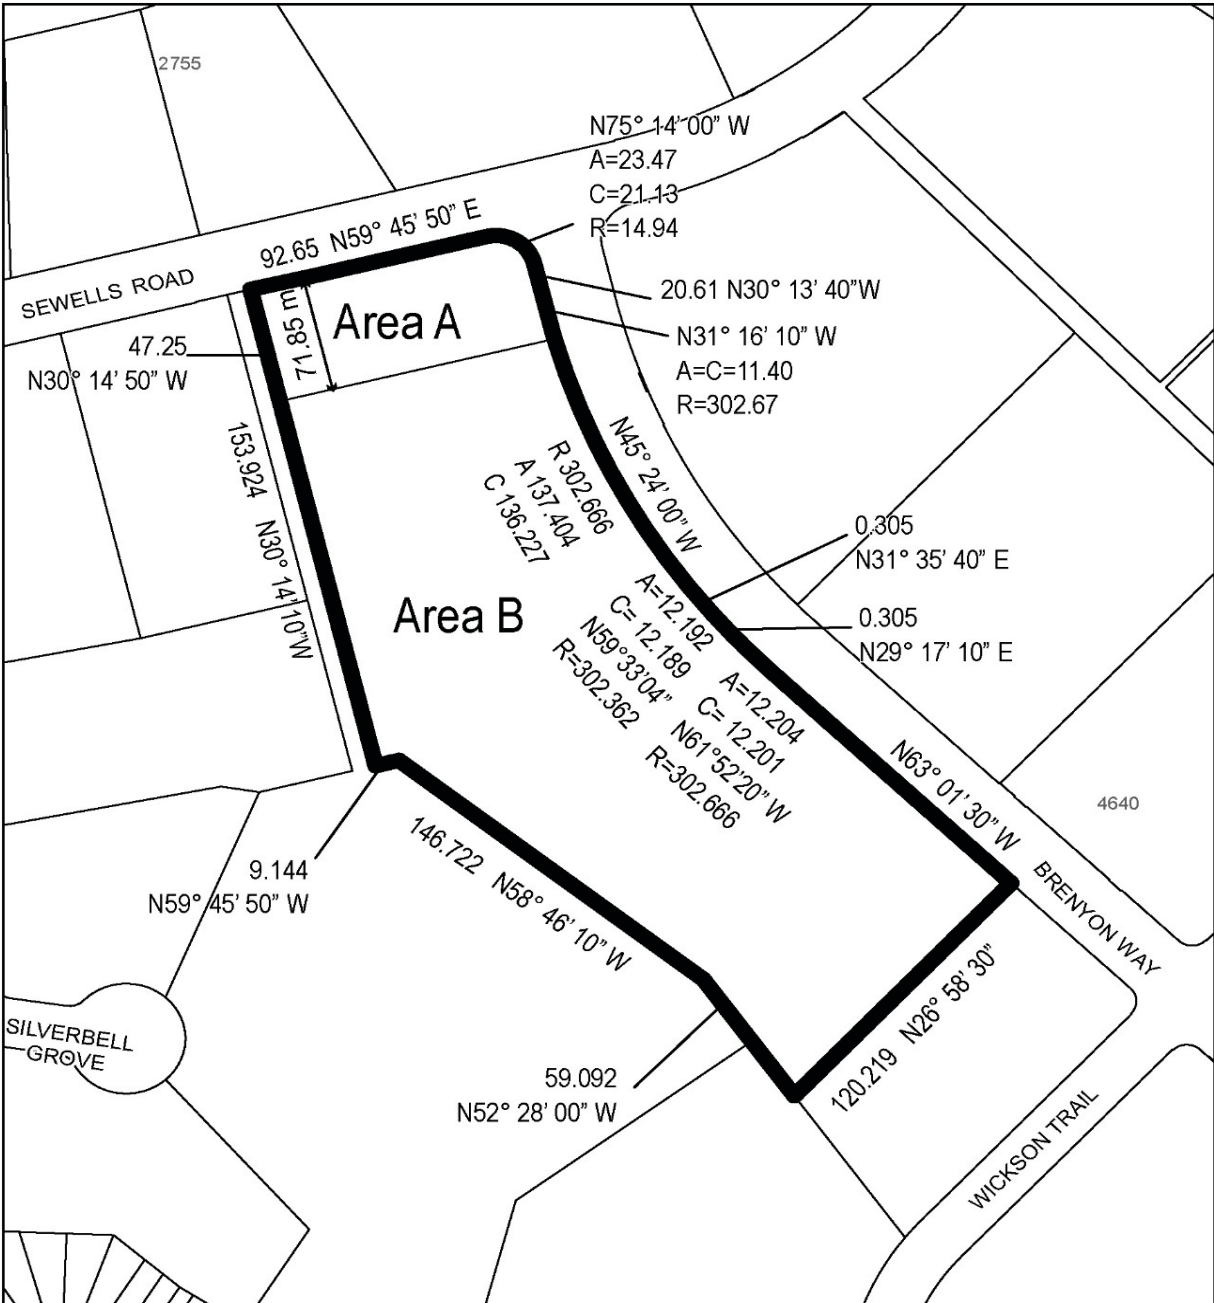 2755
N75° 14' 00" W
A=23.47
C=21.13
R=14.94
92.65 N59° 45' 50" E
SEWELLS ROAD
20.61 N30° 13' 40"W
71.85 m
Area A
N31° 16' 10" W
A=C=11.40
R=302.67
47.25
N30° 14' 50" W
153.924 N30° 14' 10"W
N45° 24' 00" W
R 302.666
A 137.404
C 136.227
0.305
N31° 35' 40" E
Area B
0.305
N29° 17' 10" E
A=12.192
C= 12.189
N59°33'04"
R=302.362
A=12.204
C= 12.201
N61°52'20" W
R=302.666
N63° 01' 30" W
4640
146.722 N58° 46' 10" W
9.144
N59° 45' 50" W
BRENYON WAY
SILVERBELL
GROVE
120.219 N26° 58' 30"
59.092
N52° 28' 00" W
WICKSON TRAIL